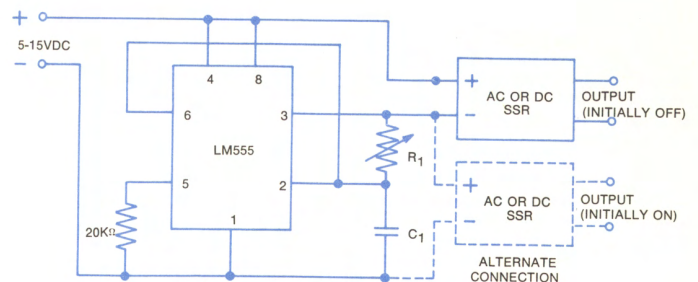 +
5-15VDC
−
4 8
6
3
LM555
5
2
1
20KΩ
R1
C1
+
−
AC OR DC
SSR
OUTPUT
(INITIALLY OFF)
+
−
AC OR DC
SSR
OUTPUT
(INITIALLY ON)
ALTERNATE
CONNECTION